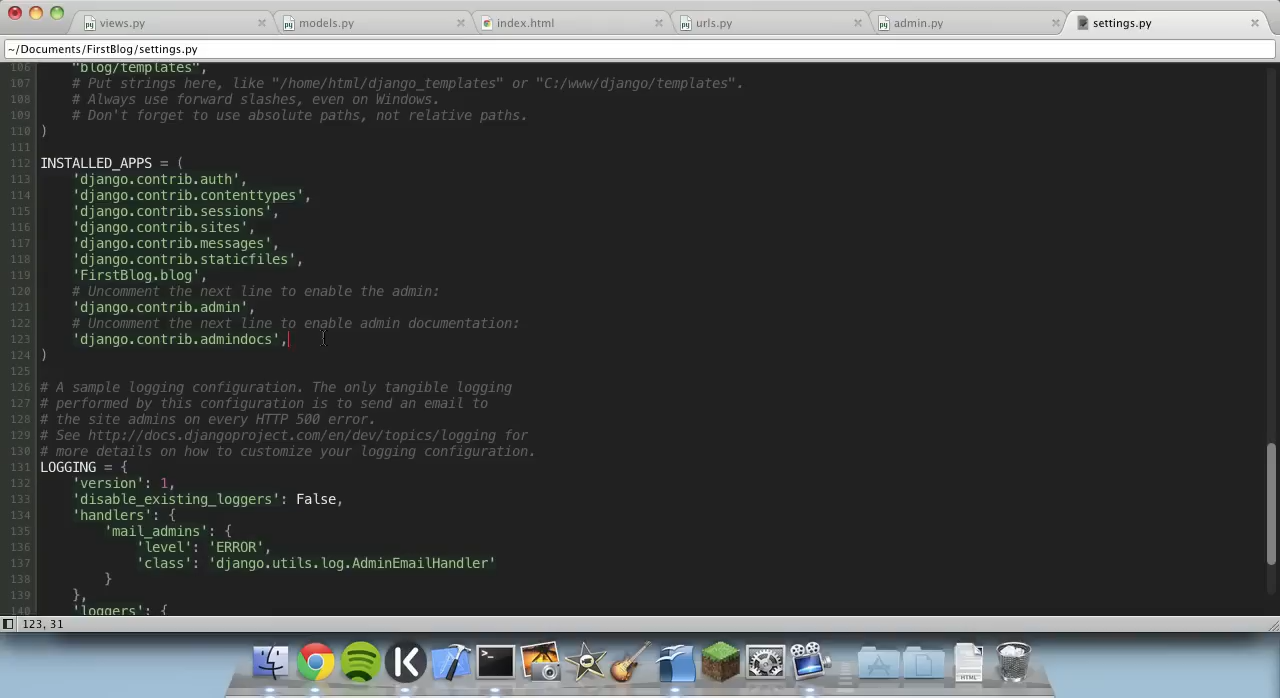 views.py
models.py
index.html
urls.py
admin.py
settings.py
~/Documents/FirstBlog/settings.py
106 "blog/templates",
107 # Put strings here, like "/home/html/django_templates" or "C:/www/django/templates".
108 # Always use forward slashes, even on Windows.
109 # Don't forget to use absolute paths, not relative paths.
110 )
111
112 INSTALLED_APPS = (
113 'django.contrib.auth',
114 'django.contrib.contenttypes',
115 'django.contrib.sessions',
116 'django.contrib.sites',
117 'django.contrib.messages',
118 'django.contrib.staticfiles',
119 'FirstBlog.blog',
120 # Uncomment the next line to enable the admin:
121 'django.contrib.admin',
122 # Uncomment the next line to enable admin documentation:
123 'django.contrib.admindocs',
124 )
125
126 # A sample logging configuration. The only tangible logging
127 # performed by this configuration is to send an email to
128 # the site admins on every HTTP 500 error.
129 # See http://docs.djangoproject.com/en/dev/topics/logging for
130 # more details on how to customize your logging configuration.
131 LOGGING = {
132 'version': 1,
133 'disable_existing_loggers': False,
134 'handlers': {
135 'mail_admins': {
136 'level': 'ERROR',
137 'class': 'django.utils.log.AdminEmailHandler'
138 }
139 },
140 'loggers': {
123, 31
HTML